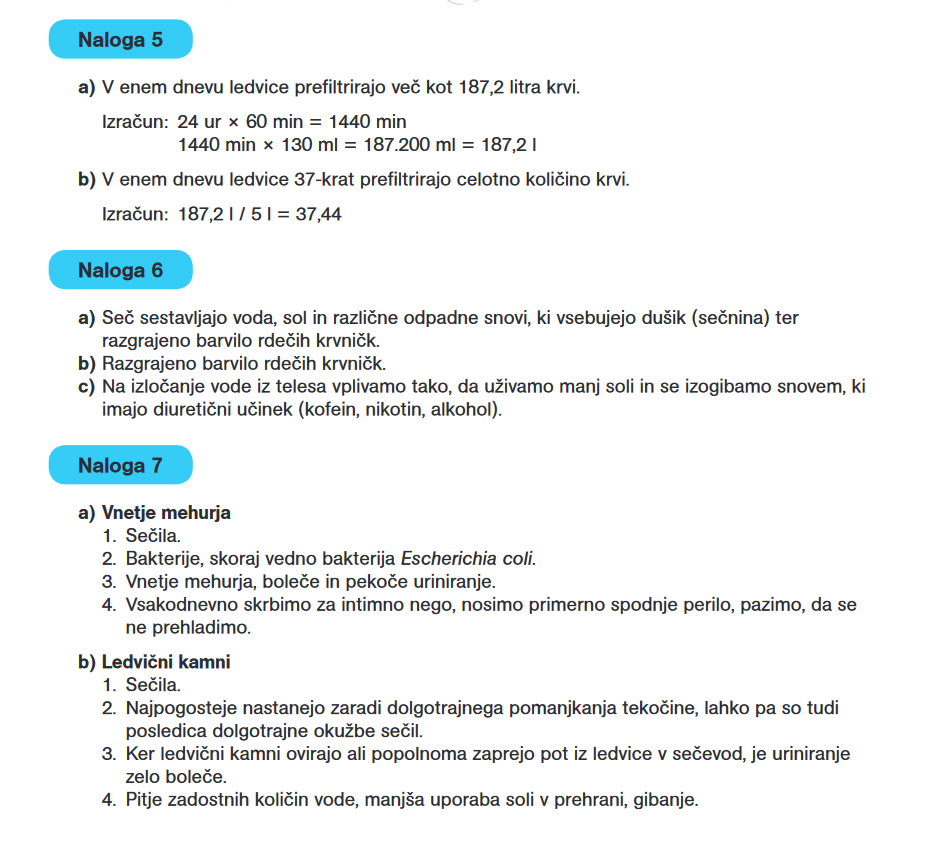 Naloga 5
a) V enem dnevu ledvice prefiltrirajo več kot 187,2 litra krvi.
Izračun: 24 ur × 60 min = 1440 min
1440 min × 130 ml = 187.200 ml = 187,2 l
b) V enem dnevu ledvice 37-krat prefiltrirajo celotno količino krvi.
Izračun: 187,2 l / 5 l = 37,44
Naloga 6
a) Seč sestavljajo voda, sol in različne odpadne snovi, ki vsebujejo dušik (sečnina) ter
razgrajeno barvilo rdečih krvničk.
b) Razgrajeno barvilo rdečih krvničk.
c) Na izločanje vode iz telesa vplivamo tako, da uživamo manj soli in se izogibamo snovem, ki
imajo diuretični učinek (kofein, nikotin, alkohol).
Naloga 7
a) Vnetje mehurja
1. Sečila.
2. Bakterije, skoraj vedno bakterija Escherichia coli.
3. Vnetje mehurja, boleče in pekoče uriniranje.
4. Vsakodnevno skrbimo za intimno nego, nosimo primerno spodnje perilo, pazimo, da se
ne prehladimo.
b) Ledvični kamni
1. Sečila.
2. Najpogosteje nastanejo zaradi dolgotrajnega pomanjkanja tekočine, lahko pa so tudi
posledica dolgotrajne okužbe sečil.
3. Ker ledvični kamni ovirajo ali popolnoma zaprejo pot iz ledvice v sečevod, je uriniranje
zelo boleče.
4. Pitje zadostnih količin vode, manjša uporaba soli v prehrani, gibanje.